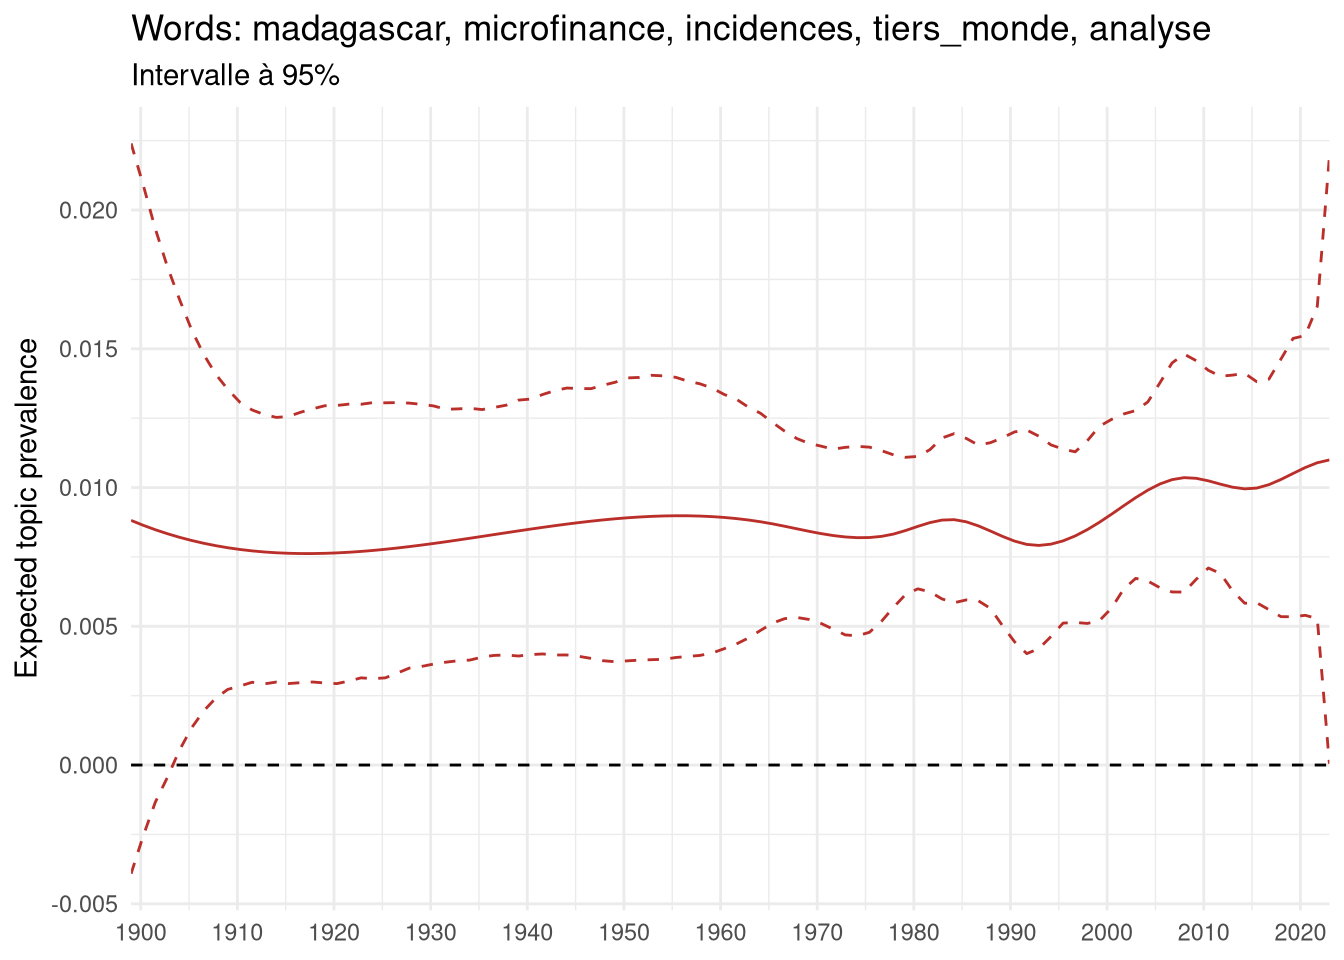 Words: madagascar, microfinance, incidences, tiers_monde, analyse
Intervalle à 95%
Expected topic prevalence
0.020
0.015
0.010
0.005
0.000
-0.005
1900 1910 1920 1930 1940 1950 1960 1970 1980 1990 2000 2010 2020